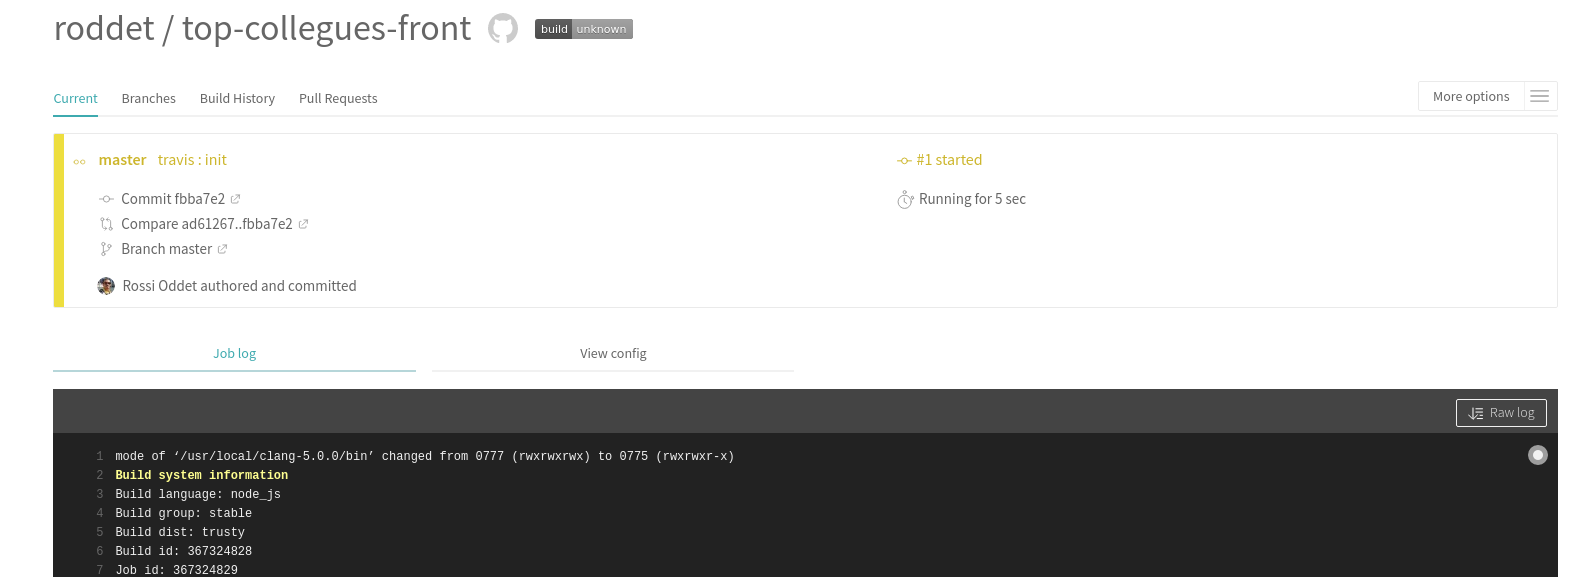 roddet / top-collegues-front build unknown
Current Branches Build History Pull Requests More options
master travis : init #1 started
Commit fbba7e2 Running for 5 sec
Compare ad61267..fbba7e2
Branch master
Rossi Oddet authored and committed
Job log View config
Raw log
1 mode of ‘/usr/local/clang-5.0.0/bin’ changed from 0777 (rwxrwxrwx) to 0775 (rwxrwxr-x)
2 Build system information
3 Build language: node_js
4 Build group: stable
5 Build dist: trusty
6 Build id: 367324828
7 Job id: 367324829